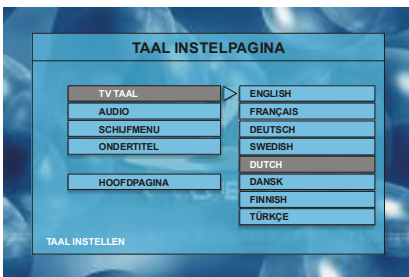 TAAL INSTELPAGINA
TV TAAL
AUDIO
SCHIJFMENU
ONDERTITEL
HOOFDPAGINA
ENGLISH
FRANÇAIS
DEUTSCH
SWEDISH
DUTCH
DANSK
FINNISH
TÜRKÇE
TAAL INSTELLEN